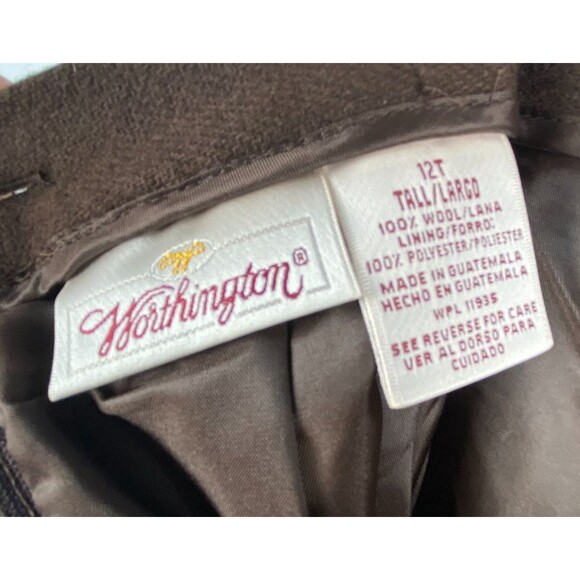 Worthington®
12T
TALL/LARGO
100% WOOL/LANA
LINING/FORRO:
100% POLYESTER/POLIESTER
MADE IN GUATEMALA
HECHO EN GUATEMALA
WPL 11935
SEE REVERSE FOR CARE
VER AL DORSO PARA
CUIDADO